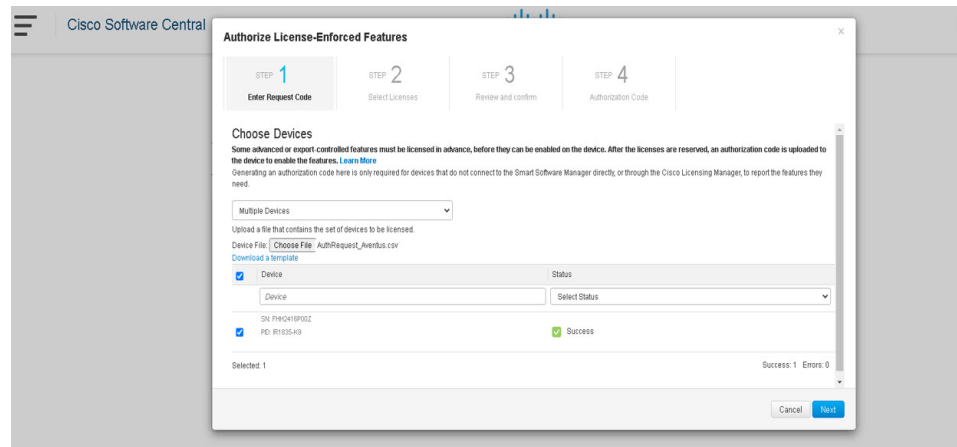 Cisco Software Central
Authorize License-Enforced Features
×
STEP 1
Enter Request Code
STEP 2
Select Licenses
STEP 3
Review and confirm
STEP 4
Authorization Code
Choose Devices
Some advanced or export-controlled features must be licensed in advance, before they can be enabled on the device. After the licenses are reserved, an authorization code is uploaded to
the device to enable the features. Learn More
Generating an authorization code here is only required for devices that do not connect to the Smart Software Manager directly, or through the Cisco Licensing Manager, to report the features they
need.
Multiple Devices
Upload a file that contains the set of devices to be licensed.
Device File: Choose File AuthRequest_Aventus.csv
Download a template
Device Status
Device Select Status
SN: FHH2416P00Z
PID: IR1835-K9 Success
Selected: 1 Success: 1 Errors: 0
Cancel Next